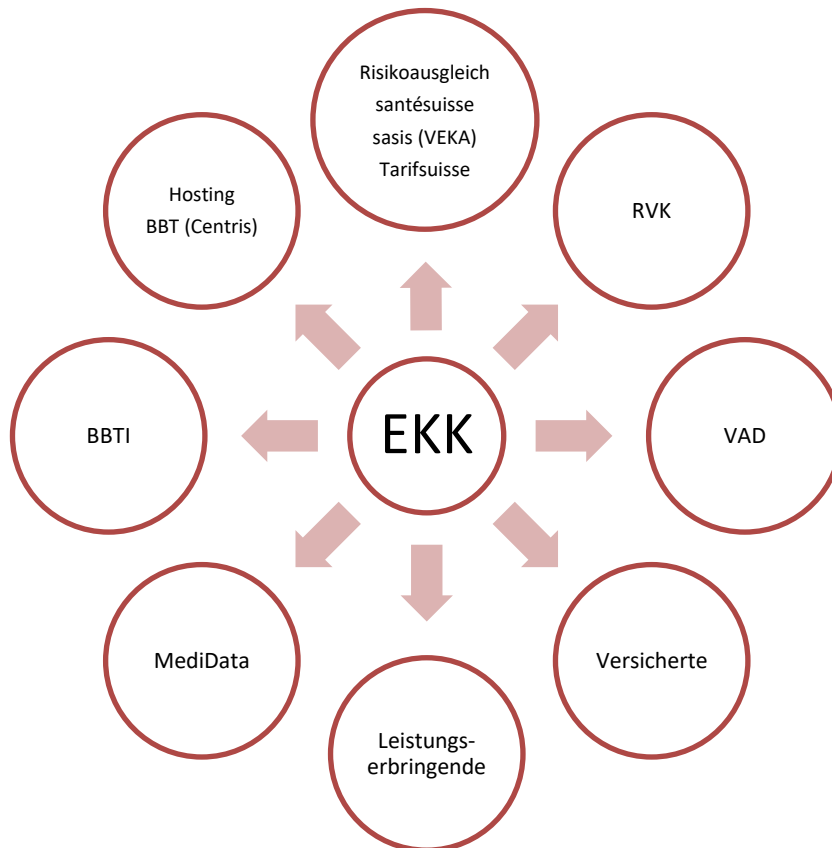 Risikoausgleich
santésuisse
sasis (VEKA)
Tarifsuisse
Hosting
BBT (Centris)
RVK
BBTI
EKK
VAD
MediData
Versicherte
Leistungs-
erbringende